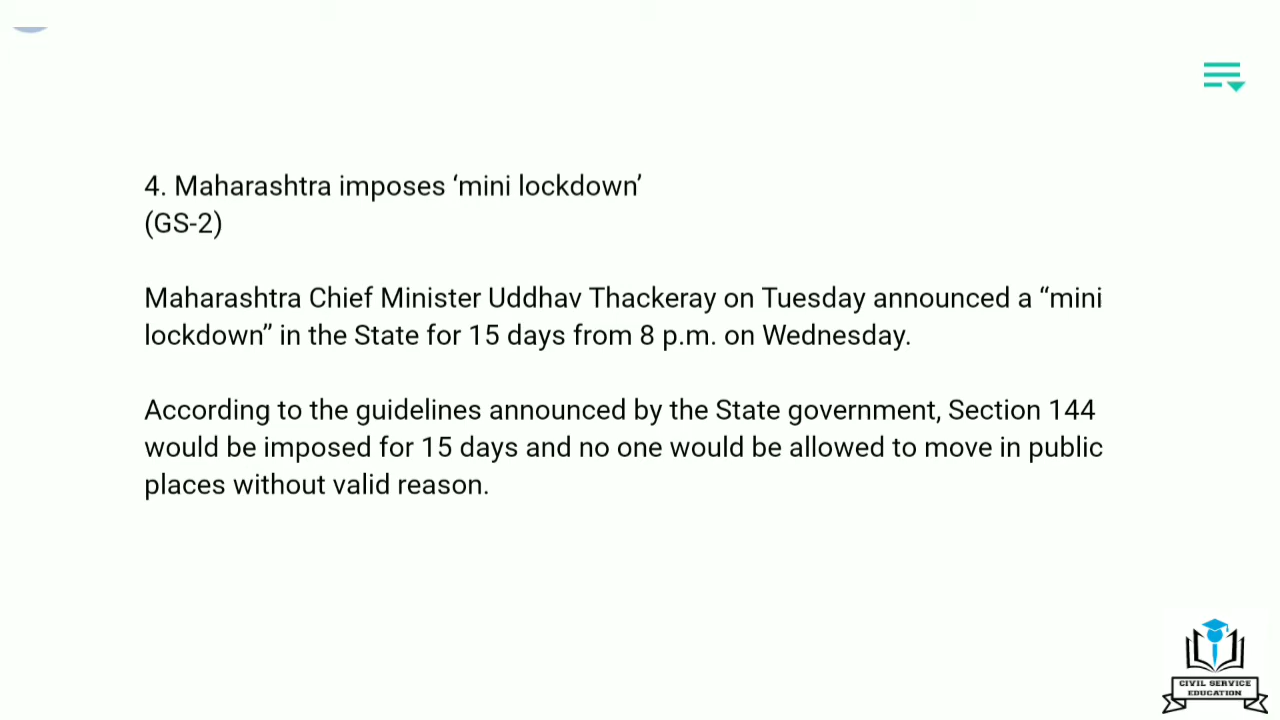 4. Maharashtra imposes ‘mini lockdown’
(GS-2)
Maharashtra Chief Minister Uddhav Thackeray on Tuesday announced a “mini
lockdown” in the State for 15 days from 8 p.m. on Wednesday.
According to the guidelines announced by the State government, Section 144
would be imposed for 15 days and no one would be allowed to move in public
places without valid reason.
CIVIL SERVICE
EDUCATION